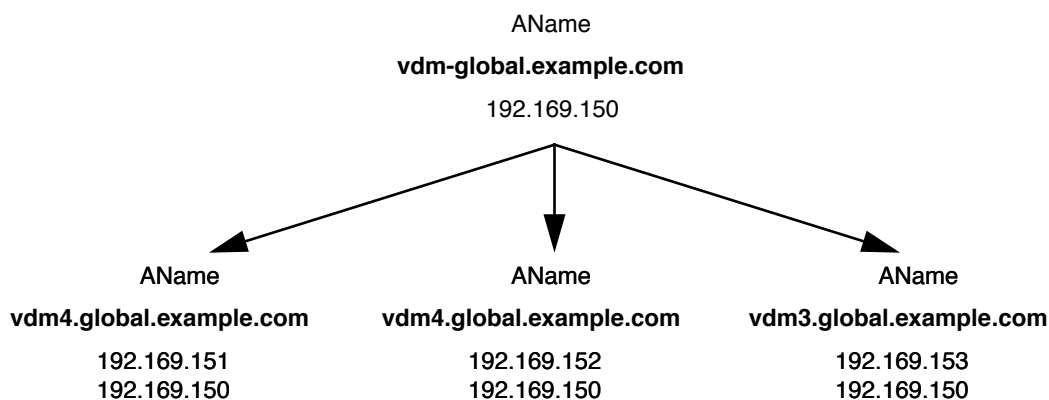 AName
vdm-global.example.com
192.169.150
AName AName AName
vdm4.global.example.com vdm4.global.example.com vdm3.global.example.com
192.169.151 192.169.152 192.169.153
192.169.150 192.169.150 192.169.150